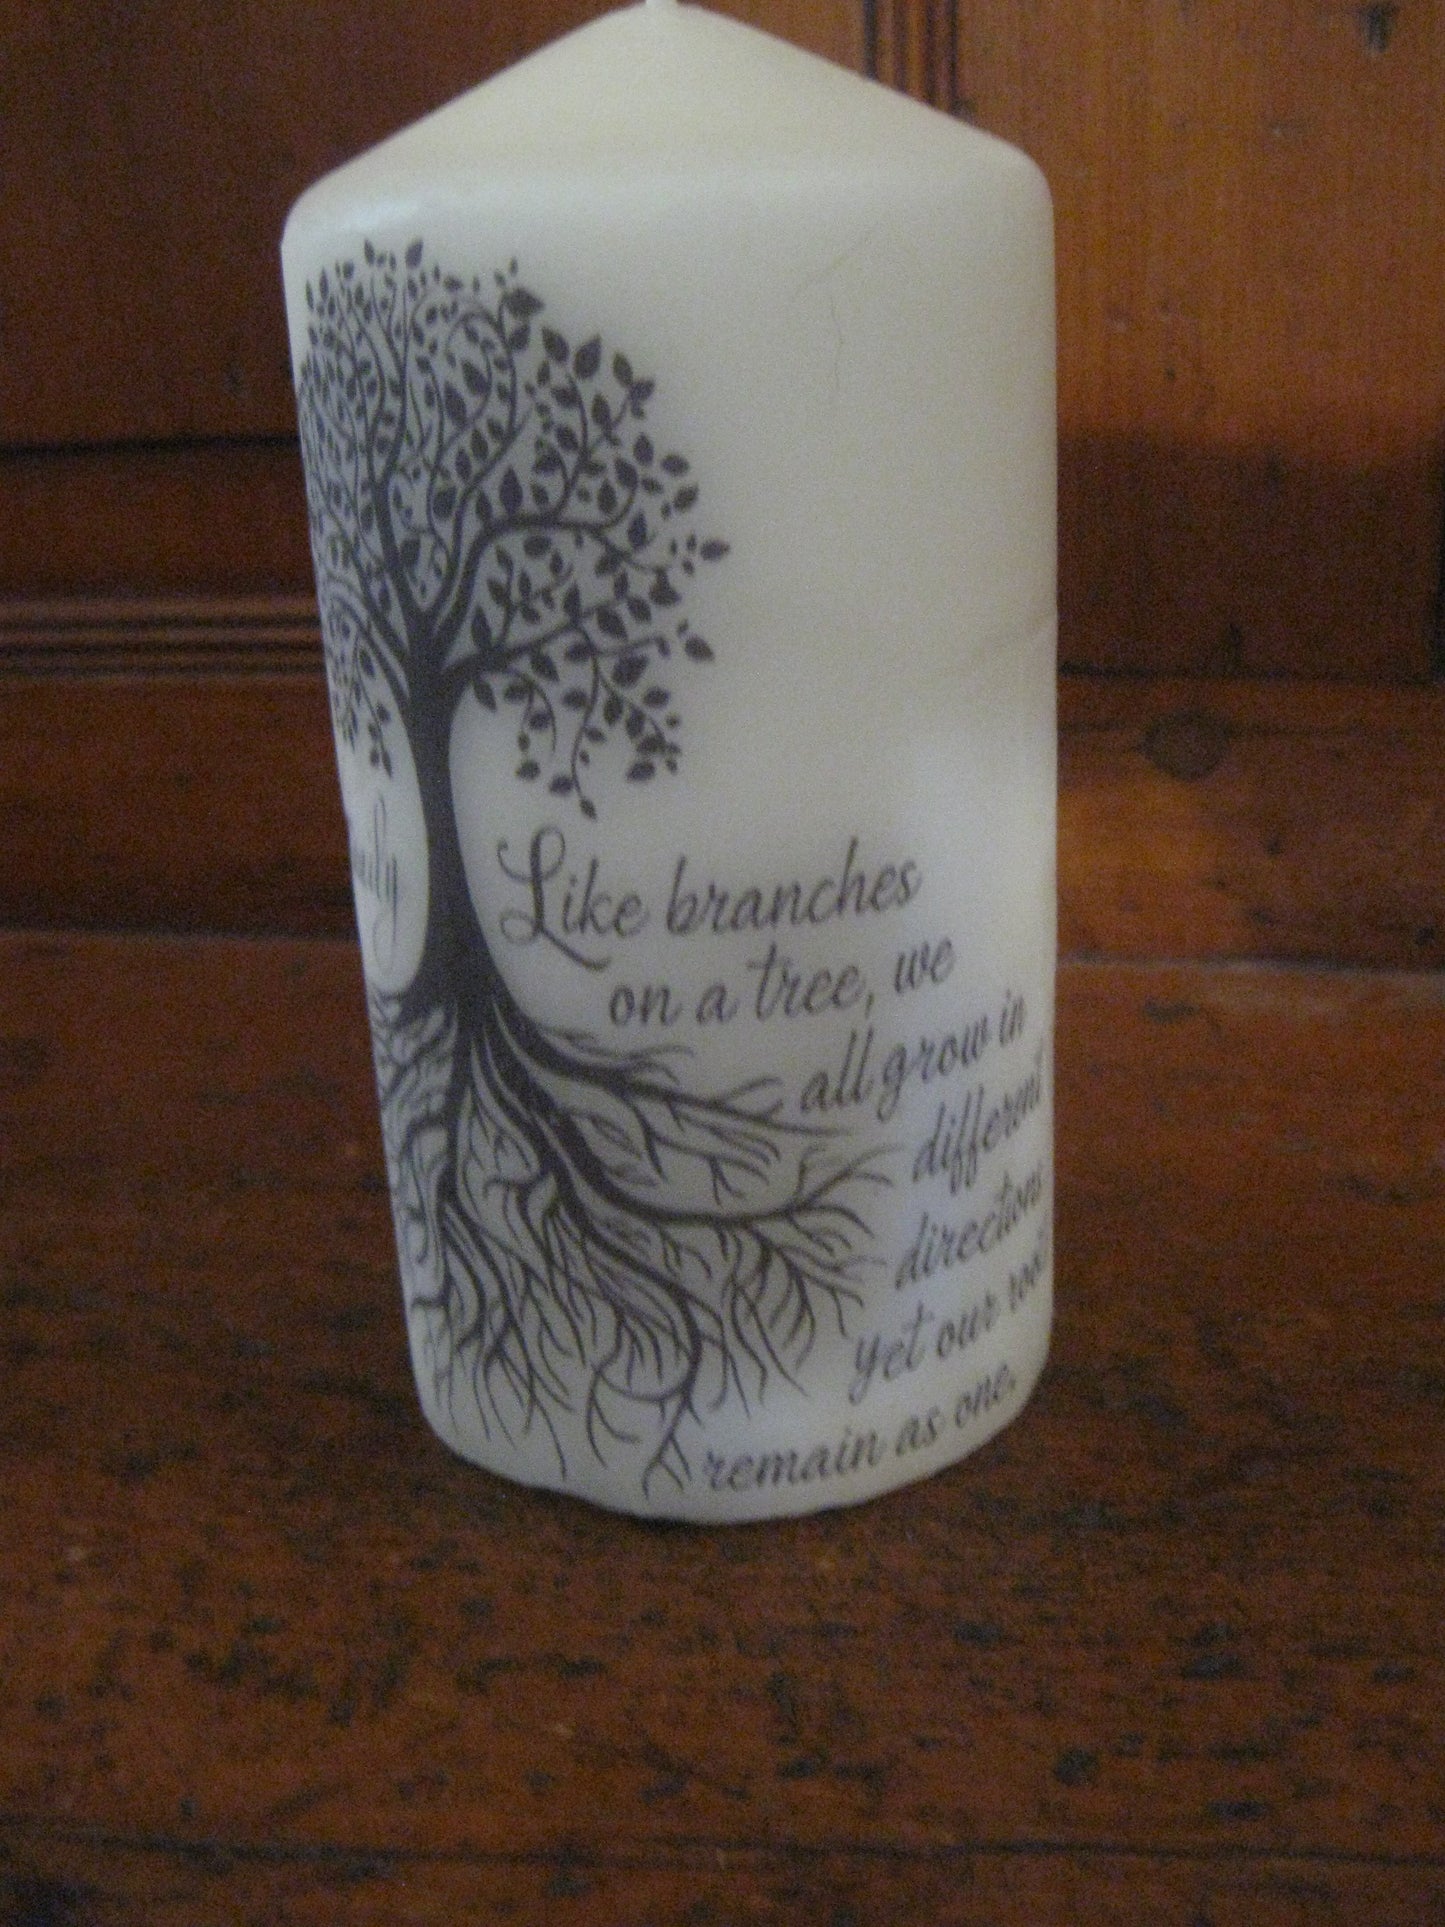 Like branches
on a tree, we
all grow in
different
directions
yet our
remain as one.